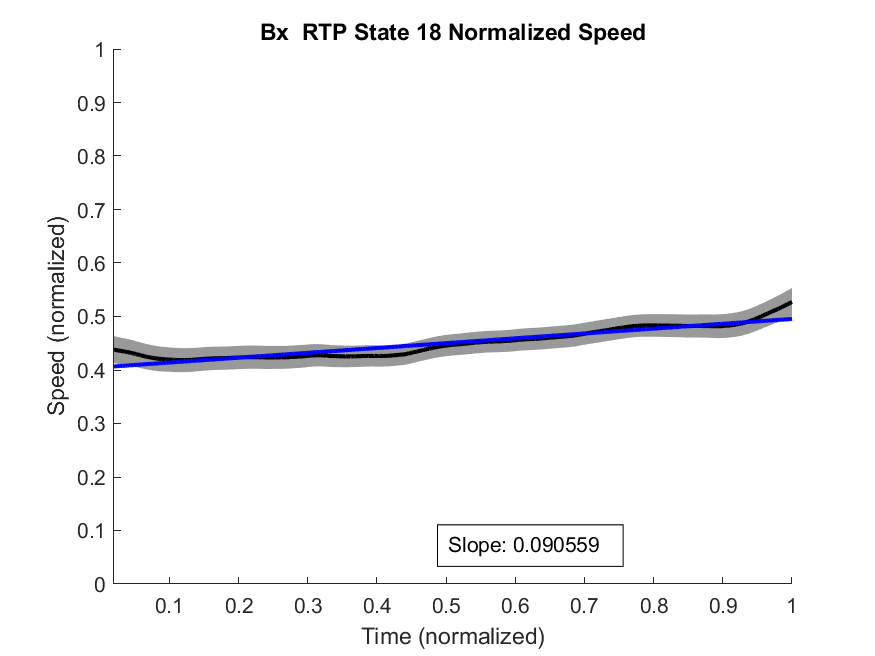 Bx  RTP State 18 Normalized Speed
1
0.9
0.8
0.7
0.6
0.5
0.4
0.3
0.2
0.1
0
Speed (normalized)
Slope: 0.090559
0.1 0.2 0.3 0.4 0.5 0.6 0.7 0.8 0.9 1
Time (normalized)